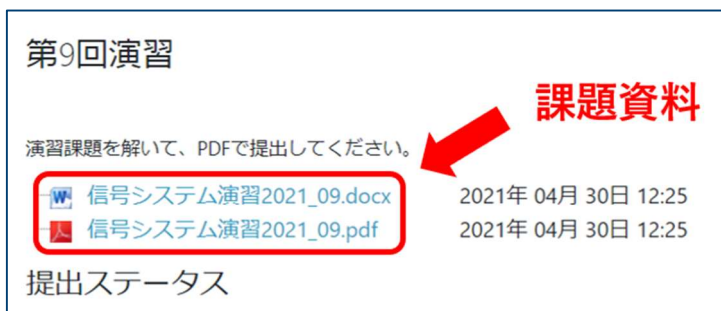 第9回演習
課題資料
演習課題を解いて、PDFで提出してください。
信号システム演習2021_09.docx 2021年 04月 30日 12:25
信号システム演習2021_09.pdf 2021年 04月 30日 12:25
提出ステータス